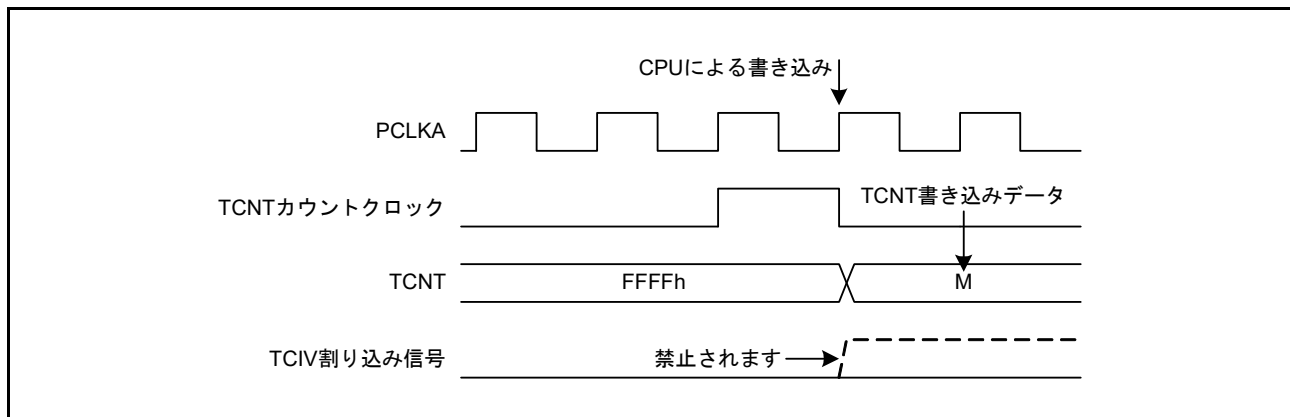 CPUによる書き込み
PCLKA
TCNTカウントクロック
TCNT書き込みデータ
TCNT
FFFFh
M
TCIV割り込み信号
禁止されます